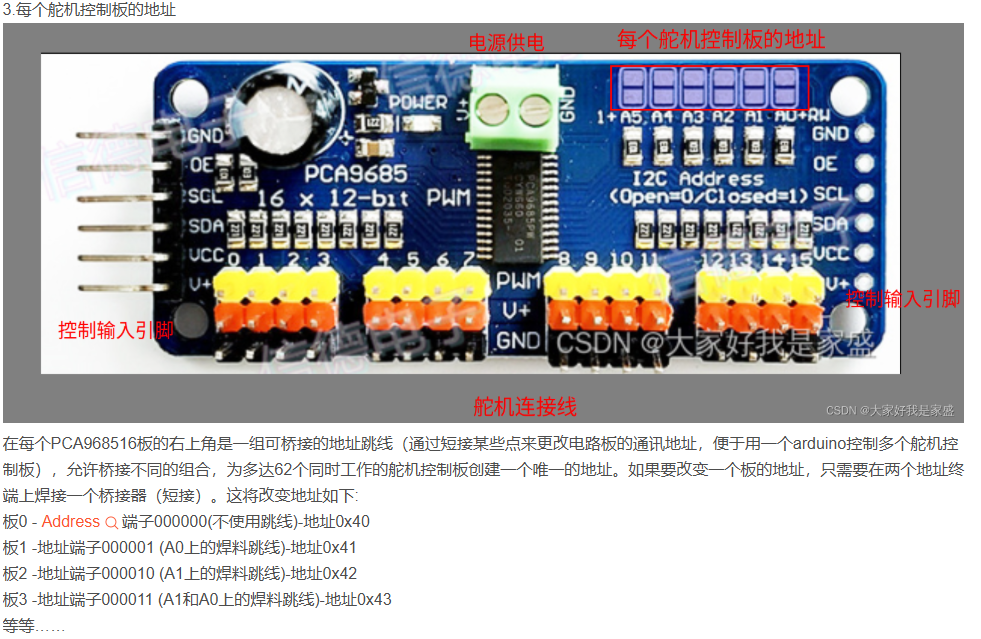 3.每个舵机控制板的地址
电源供电
每个舵机控制板的地址
POWER
V+
GND
1+A5 A4 A3 A2 A1 A0+RW
GND
OE
SCL
SDA
VCC
V+
PCA9685
16 x 12-bit PWM
I2C Address
(Open=0/Closed=1)
GND
OE
SCL
SDA
VCC
V+
0 1 2 3
4 5 6 7
8 9 10 11
12 13 14 15
PWM
V+
GND
控制输入引脚
控制输入引脚
信德电子
CSDN @大家好我是家盛
舵机连接线
CSDN @大家好我是家盛
在每个PCA968516板的右上角是一组可桥接的地址跳线（通过短接某些点来更改电路板的通讯地址，便于用一个arduino控制多个舵机控
制板），允许桥接不同的组合，为多达62个同时工作的舵机控制板创建一个唯一的地址。如果要改变一个板的地址，只需要在两个地址终
端上焊接一个桥接器（短接）。这将改变地址如下:
板0 - Address 端子000000(不使用跳线)-地址0x40
板1 -地址端子000001 (A0上的焊料跳线)-地址0x41
板2 -地址端子000010 (A1上的焊料跳线)-地址0x42
板3 -地址端子000011 (A1和A0上的焊料跳线)-地址0x43
等等……